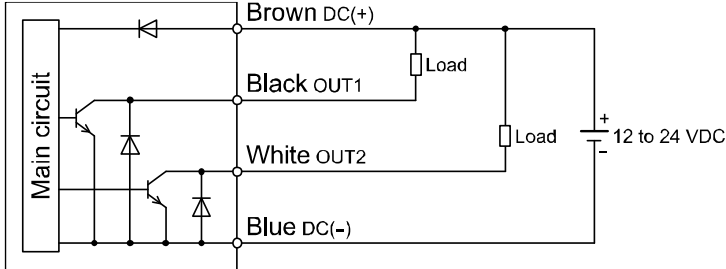 Brown DC(+)
Load
Main circuit
Black OUT1
+
Load
12 to 24 VDC
−
White OUT2
Blue DC(-)